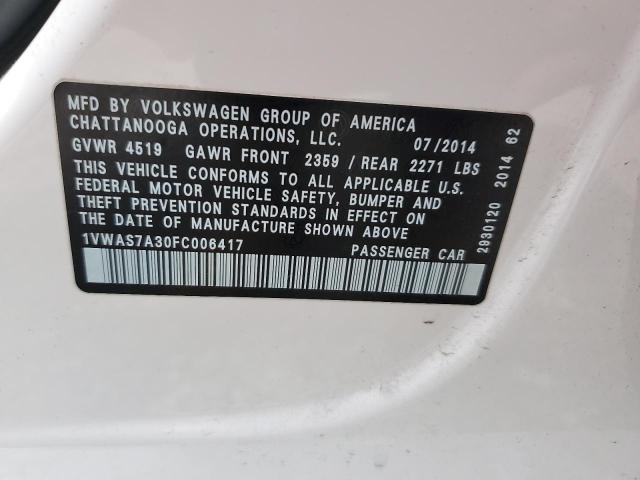 MFD BY VOLKSWAGEN GROUP OF AMERICA
CHATTANOOGA OPERATIONS, LLC. 07/2014
GVWR 4519 GAWR FRONT 2359 / REAR 2271 LBS
THIS VEHICLE CONFORMS TO ALL APPLICABLE U.S.
FEDERAL MOTOR VEHICLE SAFETY, BUMPER AND
THEFT PREVENTION STANDARDS IN EFFECT ON
THE DATE OF MANUFACTURE SHOWN ABOVE
1VWAS7A30FC006417 PASSENGER CAR
2930120 2014 62